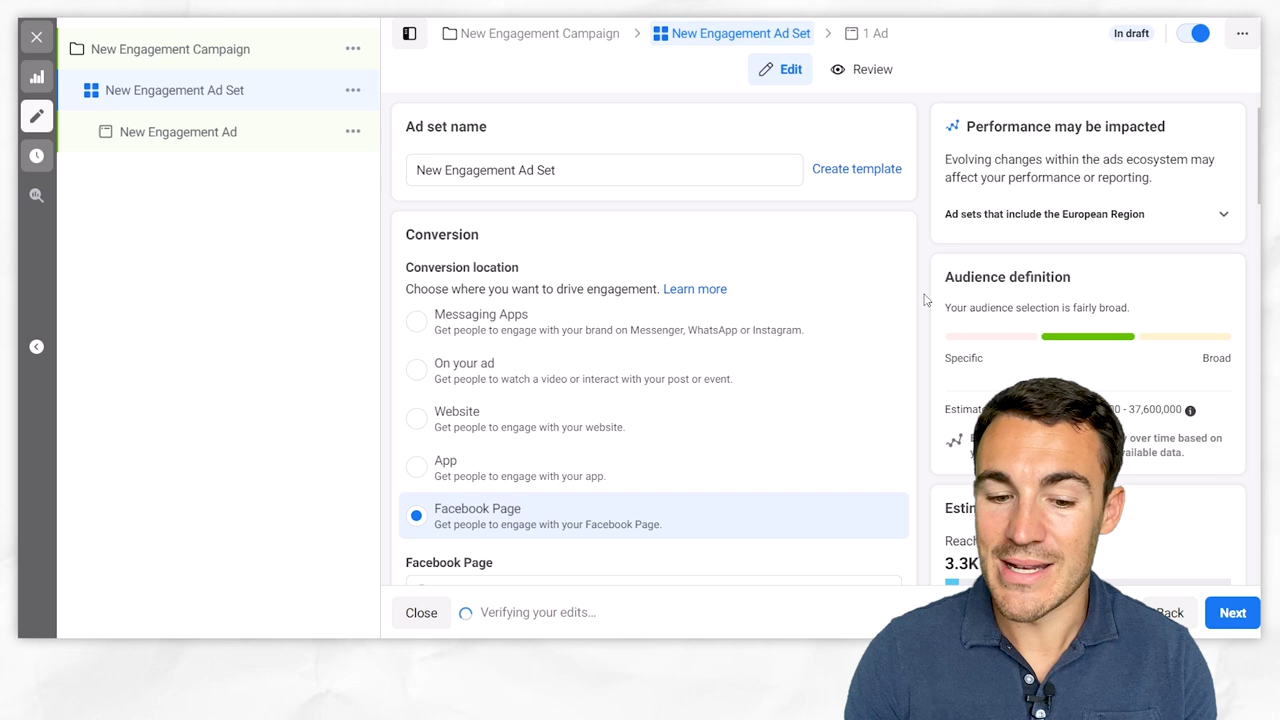 New Engagement Campaign
New Engagement Ad Set
New Engagement Ad
New Engagement Campaign
New Engagement Ad Set
1 Ad
In draft
Edit
Review
Ad set name
New Engagement Ad Set
Create template
Conversion
Conversion location
Choose where you want to drive engagement. Learn more
Messaging Apps
Get people to engage with your brand on Messenger, WhatsApp or Instagram.
On your ad
Get people to watch a video or interact with your post or event.
Website
Get people to engage with your website.
App
Get people to engage with your app.
Facebook Page
Get people to engage with your Facebook Page.
Facebook Page
Close
Verifying your edits...
Back
Next
Performance may be impacted
Evolving changes within the ads ecosystem may
affect your performance or reporting.
Ad sets that include the European Region
Audience definition
Your audience selection is fairly broad.
Specific
Broad
- 37,600,000
over time based on
available data.
3.3K